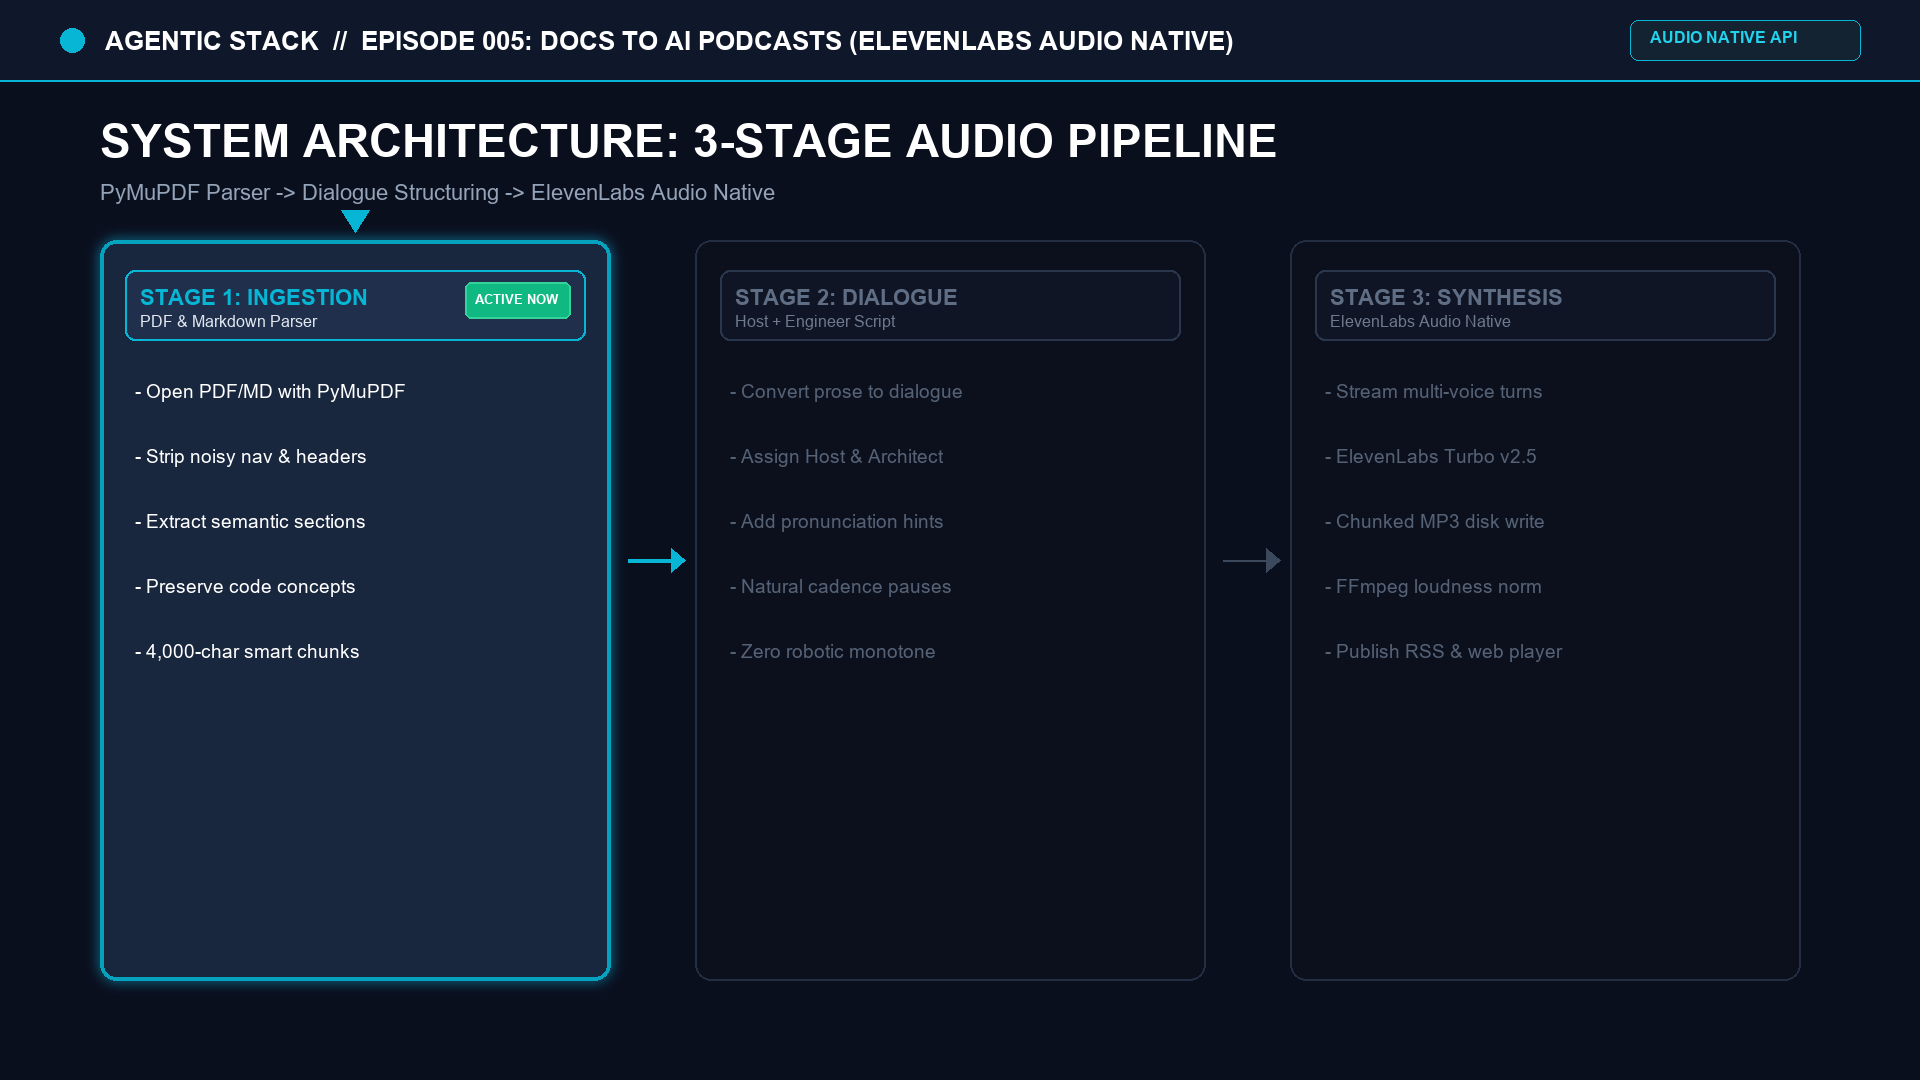 AGENTIC STACK // EPISODE 005: DOCS TO AI PODCASTS (ELEVENLABS AUDIO NATIVE)
AUDIO NATIVE API
SYSTEM ARCHITECTURE: 3-STAGE AUDIO PIPELINE
PyMuPDF Parser -> Dialogue Structuring -> ElevenLabs Audio Native
STAGE 1: INGESTION
ACTIVE NOW
PDF & Markdown Parser
- Open PDF/MD with PyMuPDF
- Strip noisy nav & headers
- Extract semantic sections
- Preserve code concepts
- 4,000-char smart chunks
STAGE 2: DIALOGUE
Host + Engineer Script
- Convert prose to dialogue
- Assign Host & Architect
- Add pronunciation hints
- Natural cadence pauses
- Zero robotic monotone
STAGE 3: SYNTHESIS
ElevenLabs Audio Native
- Stream multi-voice turns
- ElevenLabs Turbo v2.5
- Chunked MP3 disk write
- FFmpeg loudness norm
- Publish RSS & web player